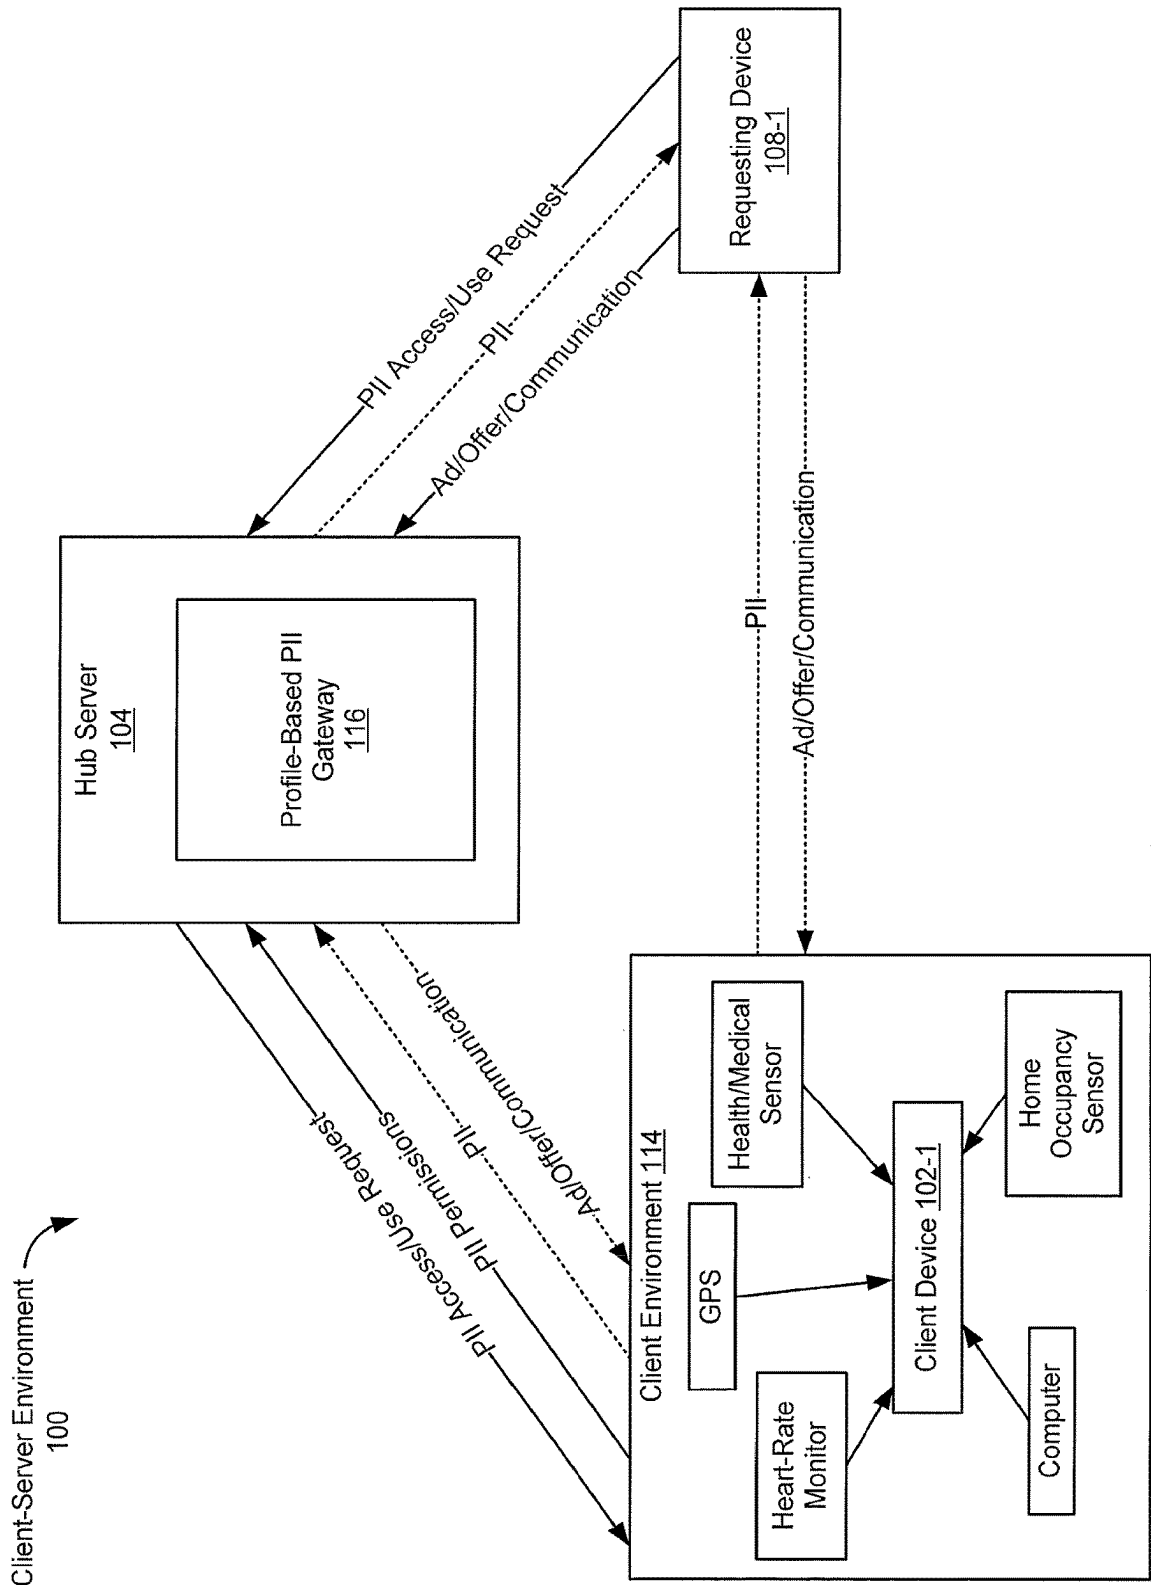 Client-Server Environment
100
Hub Server
104
Profile-Based PII
Gateway
116
PII Access/Use Request
PII Permissions
PII
Ad/Offer/Communication
PII Access/Use Request
PII
Ad/Offer/Communication
Client Environment 114
Heart-Rate
Monitor
GPS
Health/Medical
Sensor
Client Device 102-1
Computer
Home
Occupancy
Sensor
PII
Ad/Offer/Communication
Requesting Device
108-1